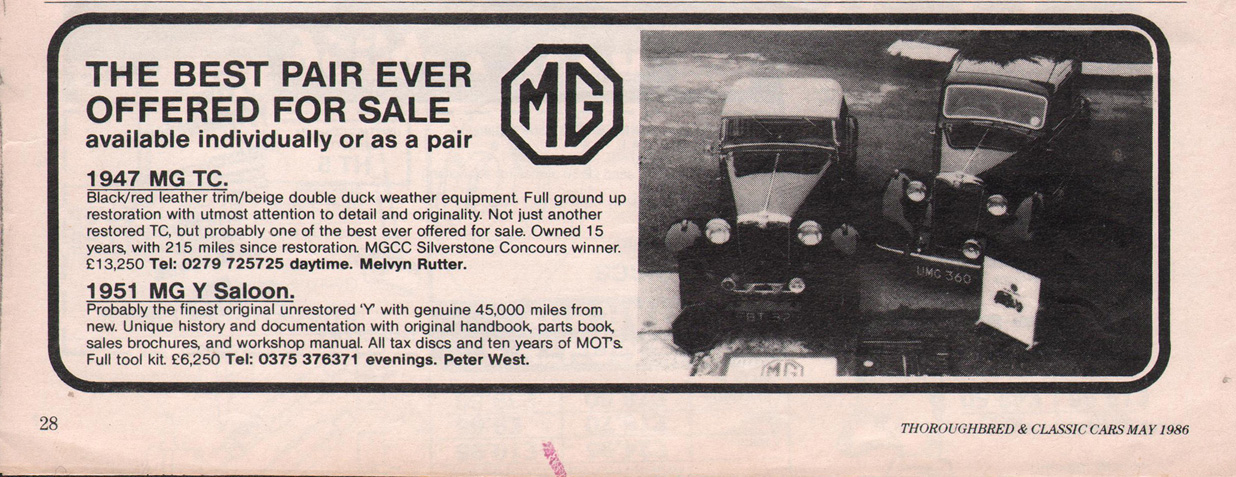 THE BEST PAIR EVER
OFFERED FOR SALE
available individually or as a pair
MG
1947 MG TC.
Black/red leather trim/beige double duck weather equipment. Full ground up
restoration with utmost attention to detail and originality. Not just another
restored TC, but probably one of the best ever offered for sale. Owned 15
years, with 215 miles since restoration. MGCC Silverstone Concours winner.
£13,250 Tel: 0279 725725 daytime. Melvyn Rutter.
1951 MG Y Saloon.
Probably the finest original unrestored 'Y' with genuine 45,000 miles from
new. Unique history and documentation with original handbook, parts book,
sales brochures, and workshop manual. All tax discs and ten years of MOT's.
Full tool kit. £6,250 Tel: 0375 376371 evenings. Peter West.
UMG 360
MG
28
THOROUGHBRED & CLASSIC CARS MAY 1986